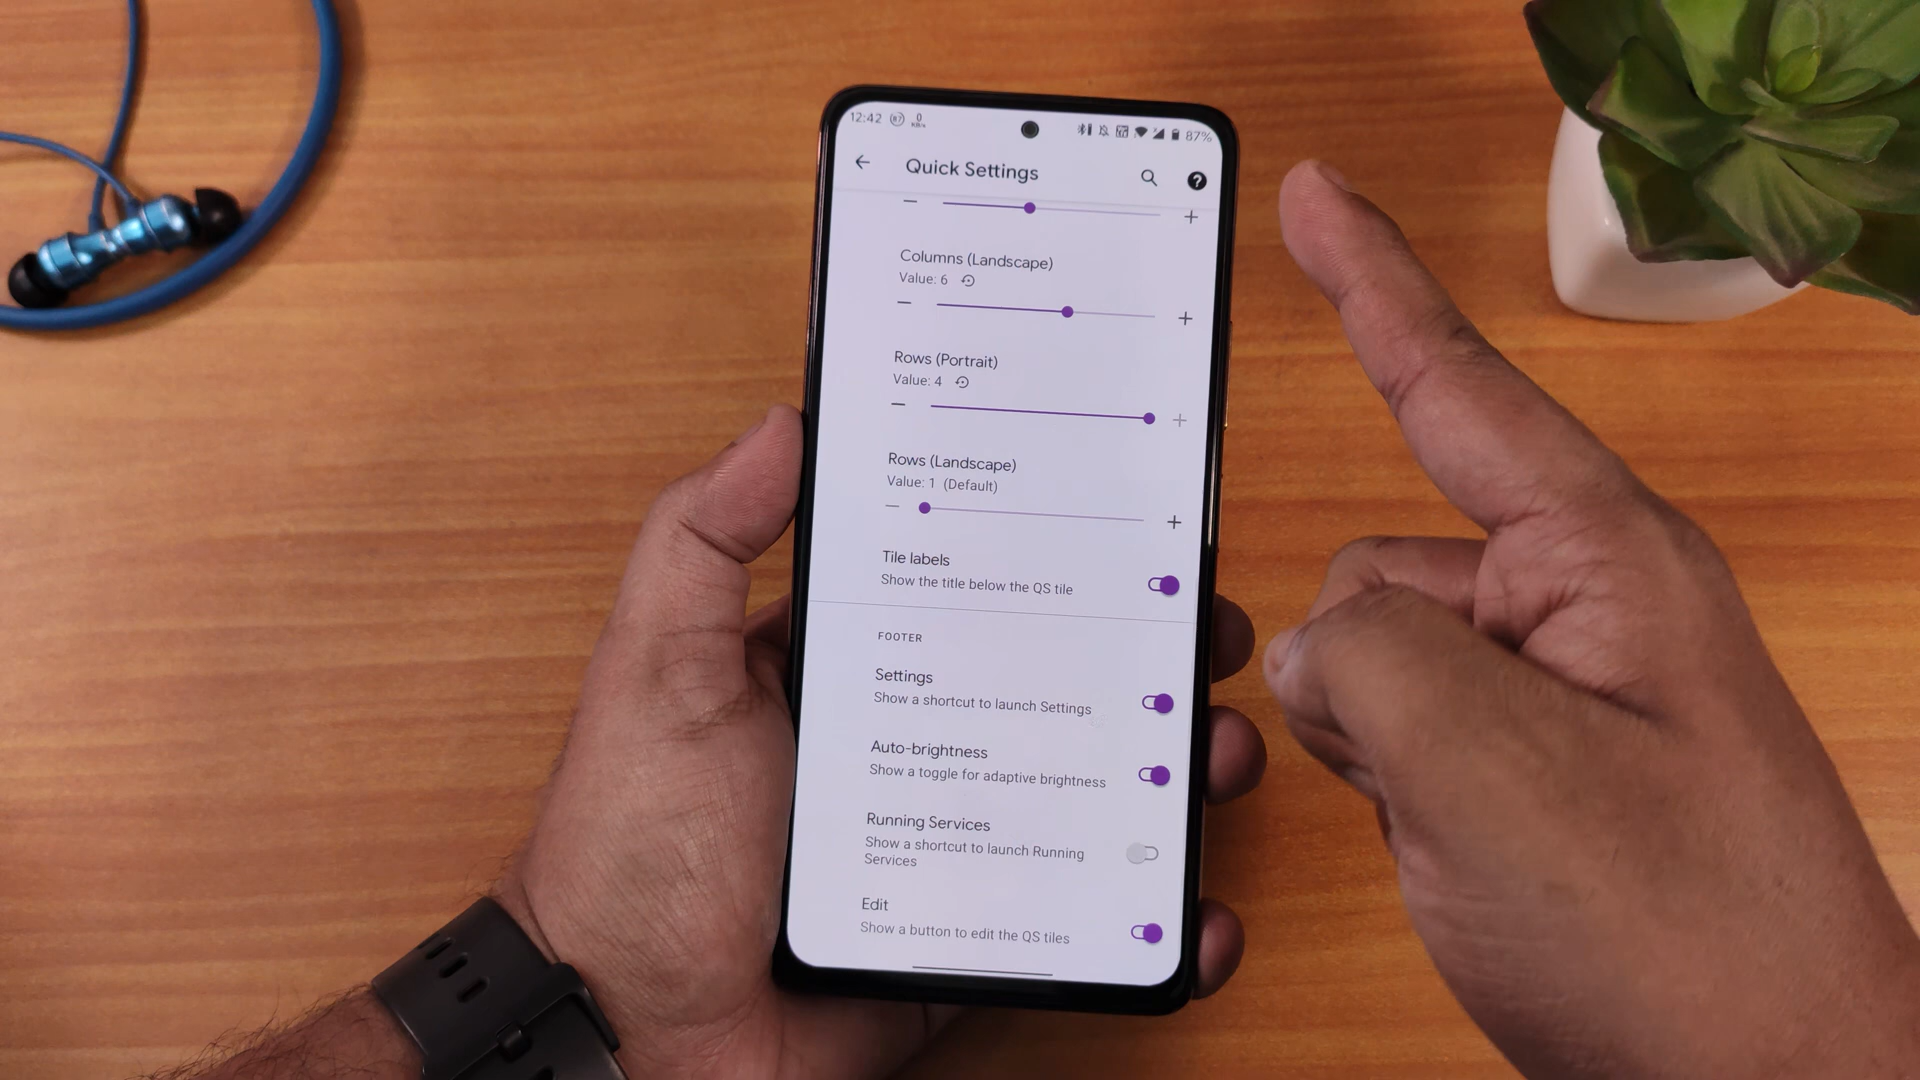 12:42 87 0 KB/s 87%
Quick Settings
Columns (Landscape)
Value: 6
Rows (Portrait)
Value: 4
Rows (Landscape)
Value: 1 (Default)
Tile labels
Show the title below the QS tile
FOOTER
Settings
Show a shortcut to launch Settings
Auto-brightness
Show a toggle for adaptive brightness
Running Services
Show a shortcut to launch Running
Services
Edit
Show a button to edit the QS tiles